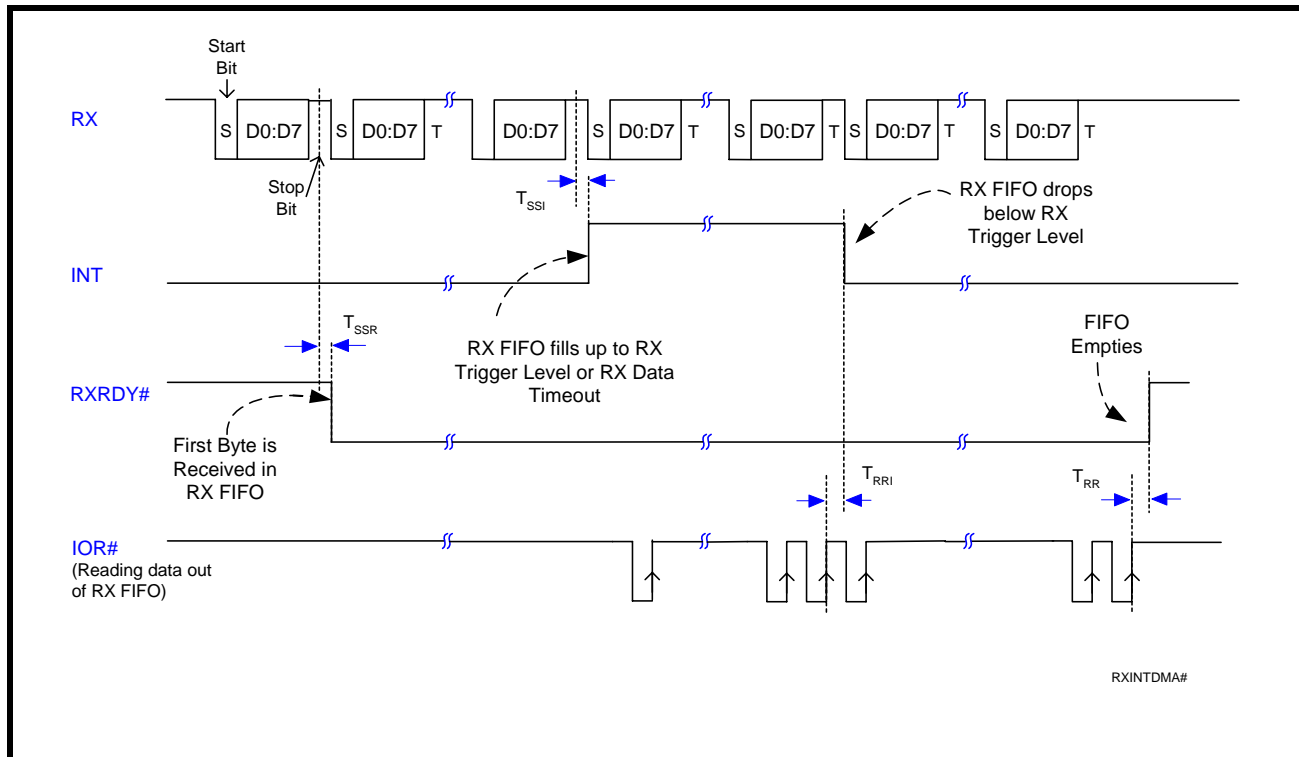 Start
Bit
RX
S D0:D7 S D0:D7 T D0:D7 S D0:D7 T S D0:D7 T S D0:D7 T S D0:D7 T
Stop
Bit
TSSI
RX FIFO drops
below RX
Trigger Level
INT
TSSR
RX FIFO fills up to RX
Trigger Level or RX Data
Timeout
FIFO
Empties
RXRDY#
First Byte is
Received in
RX FIFO
TRRI
TRR
IOR#
(Reading data out
of RX FIFO)
RXINTDMA#